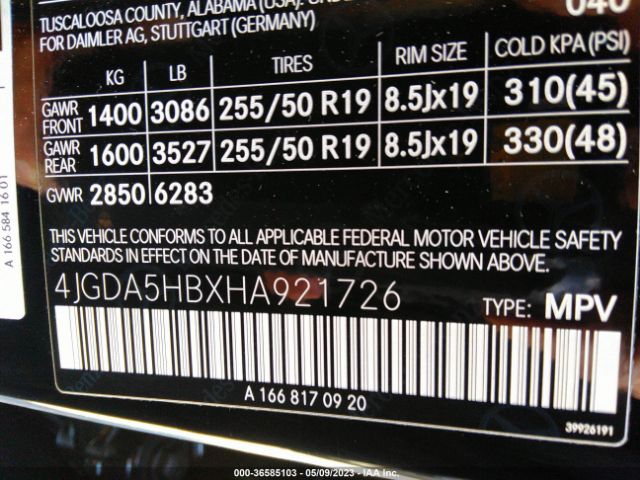 TUSCALOOSA COUNTY, ALABAMA (USA). UNDE
FOR DAIMLER AG, STUTTGART (GERMANY) 040
KG LB TIRES RIM SIZE COLD KPA (PSI)
GAWR FRONT 1400 3086 255/50 R19 8.5Jx19 310(45)
GAWR REAR 1600 3527 255/50 R19 8.5Jx19 330(48)
GVWR 2850 6283
THIS VEHICLE CONFORMS TO ALL APPLICABLE FEDERAL MOTOR VEHICLE SAFETY
STANDARDS IN EFFECT ON THE DATE OF MANUFACTURE SHOWN ABOVE.
4JGDA5HBXHA921726 TYPE: MPV
A 166 817 09 20
39926191
A 166 584 16 01
000-36585103 - 05/09/2023 - IAA Inc.